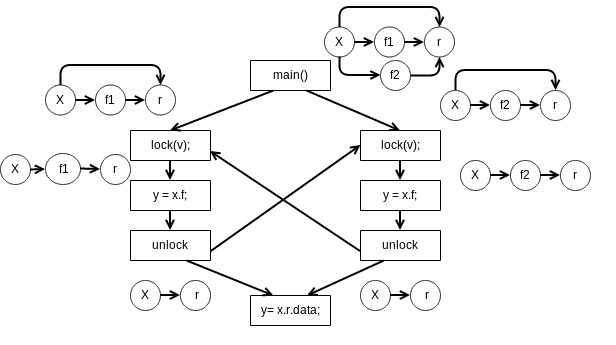 X f1 r
f2
main()
X f1 r
X f2 r
lock(v);
lock(v);
X f1 r
X f2 r
y = x.f;
y = x.f;
unlock
unlock
X r
X r
y= x.r.data;